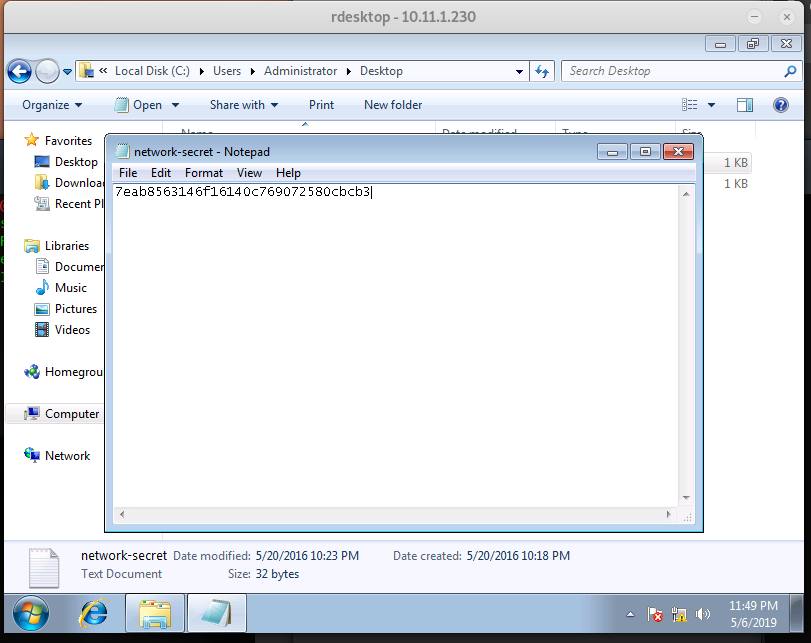 rdesktop - 10.11.1.230
« Local Disk (C:) ▸ Users ▸ Administrator ▸ Desktop
Search Desktop
Organize Open Share with Print New folder
Name Date modified Type Size
Favorites
Desktop
Downloa
Recent Pl
Libraries
Documen
Music
Pictures
Videos
Homegrou
Computer
Network
1 KB
1 KB
network-secret - Notepad
File Edit Format View Help
7eab8563146f16140c769072580cbcb3
network-secret Date modified: 5/20/2016 10:23 PM Date created: 5/20/2016 10:18 PM
Text Document Size: 32 bytes
11:49 PM
5/6/2019